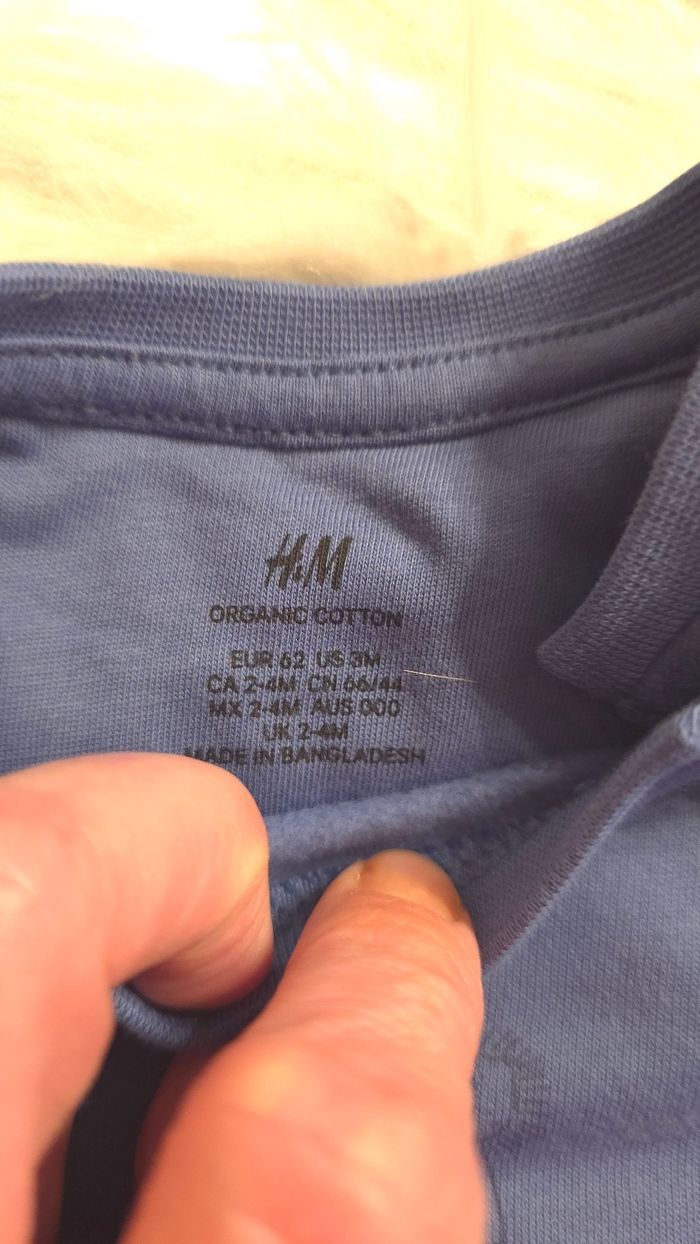 H&M
ORGANIC COTTON
EUR 62 US 3M
CA 2-4M CN 66/44
MX 2-4M AUS 000
UK 2-4M
MADE IN BANGLADESH